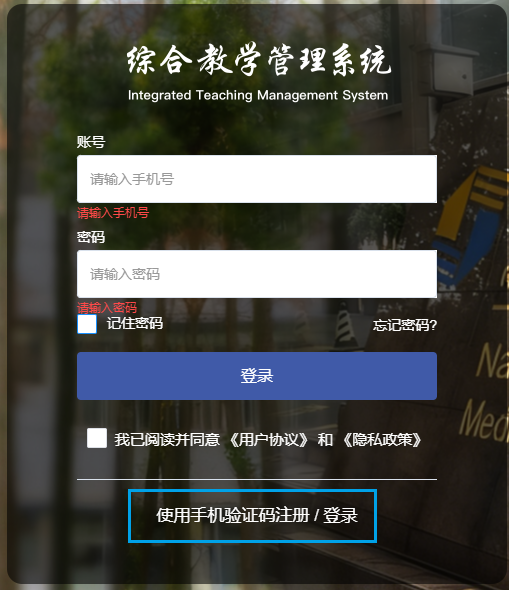 综合教学管理系统
Integrated Teaching Management System
账号
请输入手机号
请输入手机号
密码
请输入密码
请输入密码
记住密码 忘记密码?
登录
我已阅读并同意《用户协议》和《隐私政策》
使用手机验证码注册 / 登录
Na
Medi